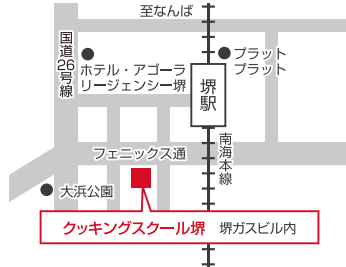 至なんば
国道26号線
プラット
プラット
ホテル・アゴーラ
リージェンシー堺
堺駅
南海本線
フェニックス通
大浜公園
クッキングスクール堺 堺ガスビル内